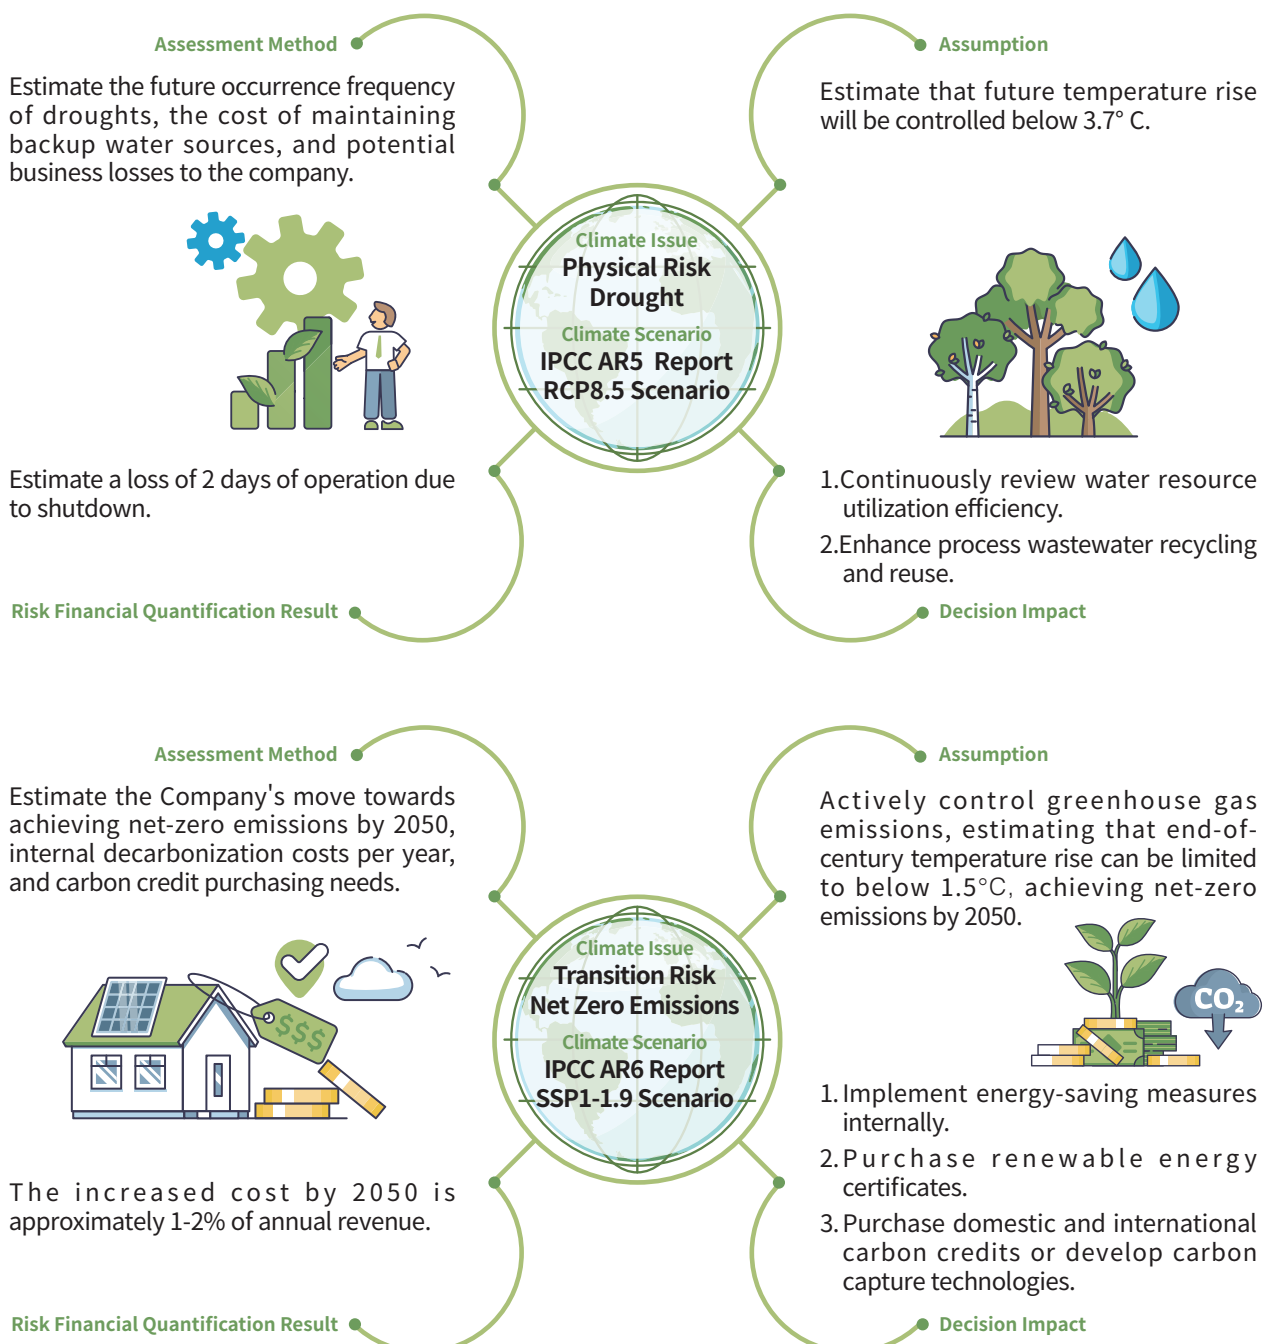 Assessment Method
Estimate the future occurrence frequency
of droughts, the cost of maintaining
backup water sources, and potential
business losses to the company.
Assumption
Estimate that future temperature rise
will be controlled below 3.7° C.
Climate Issue
Physical Risk
Drought
Climate Scenario
IPCC AR5 Report
RCP8.5 Scenario
Estimate a loss of 2 days of operation due
to shutdown.
Risk Financial Quantification Result
1.Continuously review water resource
utilization efficiency.
2.Enhance process wastewater recycling
and reuse.
Decision Impact
Assessment Method
Estimate the Company's move towards
achieving net-zero emissions by 2050,
internal decarbonization costs per year,
and carbon credit purchasing needs.
Assumption
Actively control greenhouse gas
emissions, estimating that end-of-
century temperature rise can be limited
to below 1.5°C, achieving net-zero
emissions by 2050.
Climate Issue
Transition Risk
Net Zero Emissions
Climate Scenario
IPCC AR6 Report
SSP1-1.9 Scenario
$$$
CO₂
The increased cost by 2050 is
approximately 1-2% of annual revenue.
Risk Financial Quantification Result
1.Implement energy-saving measures
internally.
2.Purchase renewable energy
certificates.
3.Purchase domestic and international
carbon credits or develop carbon
capture technologies.
Decision Impact